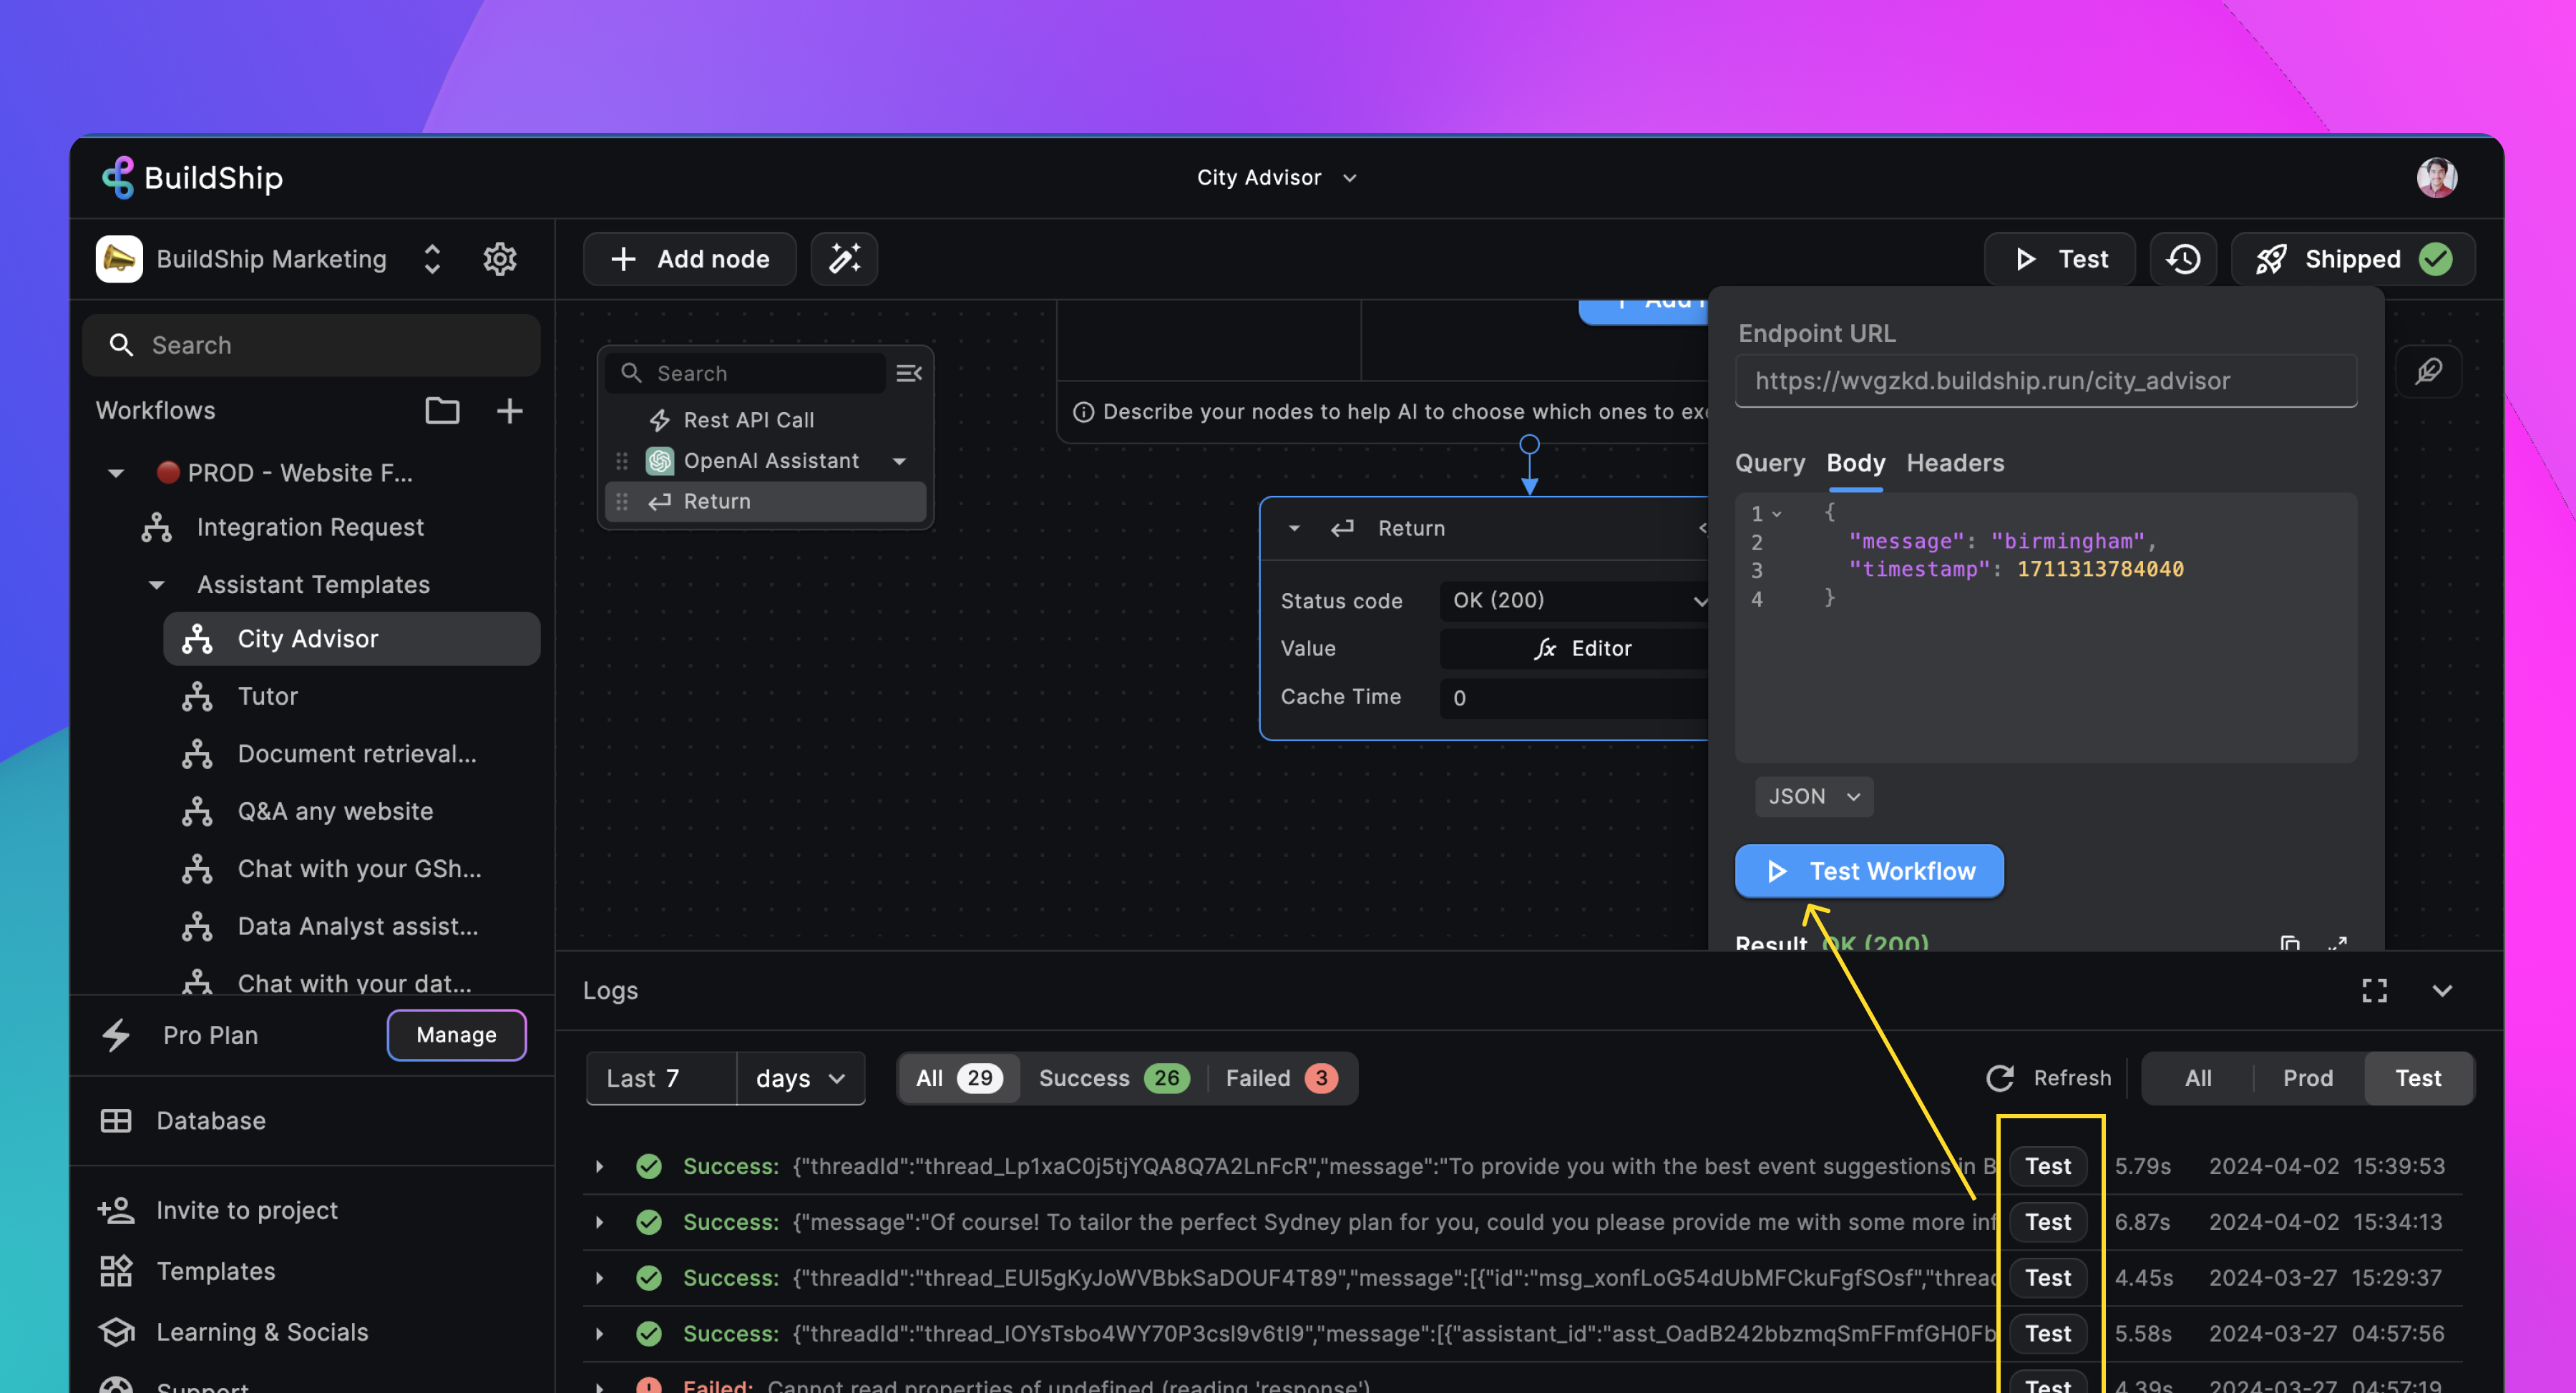 BuildShip
City Advisor
BuildShip Marketing
Add node
Test
Shipped
Search
Workflows
PROD - Website F...
Integration Request
Assistant Templates
City Advisor
Tutor
Document retrieval...
Q&A any website
Chat with your GSh...
Data Analyst assist...
Chat with your dat...
Pro Plan
Manage
Database
Invite to project
Templates
Learning & Socials
Support
Search
Rest API Call
OpenAI Assistant
Return
Describe your nodes to help AI to choose which ones to
Return
Status code
OK (200)
Value
fx Editor
Cache Time
0
Endpoint URL
https://wvgzkd.buildship.run/city_advisor
Query Body Headers
1 {
2 "message": "birmingham",
3 "timestamp": 1711313784040
4 }
JSON
Test Workflow
Result OK (200)
Logs
Last 7 days All 29 Success 26 Failed 3 Refresh All Prod Test
Success: {"threadId":"thread_Lp1xaC0j5tjYQA8Q7A2LnFcR","message":"To provide you with the best event suggestions in B Test 5.79s 2024-04-02 15:39:53
Success: {"message":"Of course! To tailor the perfect Sydney plan for you, could you please provide me with some more inf Test 6.87s 2024-04-02 15:34:13
Success: {"threadId":"thread_EUI5gKyJoWVBbkSaDOUF4T89","message":[{"id":"msg_xonfLoG54dUbMFCkuFgfSOsf","thread Test 4.45s 2024-03-27 15:29:37
Success: {"threadId":"thread_IOYsTsbo4WY70P3csI9v6tI9","message":[{"assistant_id":"asst_OadB242bbzmqSmFFmfGH0Fb Test 5.58s 2024-03-27 04:57:56
Failed: Cannot read properties of undefined (reading 'response') Test 4.39s 2024-03-27 04:57:19